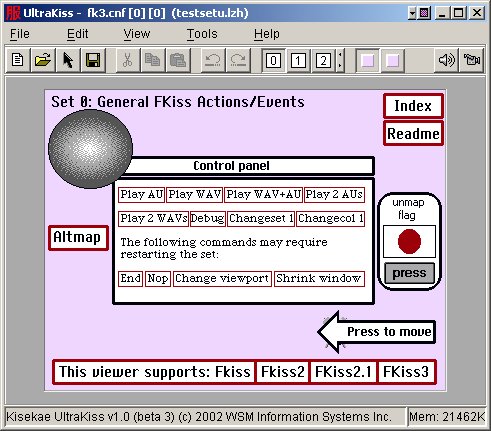 服 UltraKiss - fk3.cnf [0] [0] (testsetu.lzh)
File Edit View Tools Help
0 1 2
Set 0: General FKiss Actions/Events
Index
Readme
Control panel
Play AU Play WAV Play WAV+AU Play 2 AUs
Play 2 WAVs Debug Changeset 1 Changecol 1
The following commands may require
restarting the set:
End Nop Change viewport Shrink window
Altmap
unmap
flag
press
Press to move
This viewer supports: Fkiss FKiss2 FKiss2.1 FKiss3
Kisekae UltraKiss v1.0 (beta 3) (c) 2002 WSM Information Systems Inc. Mem: 21462K